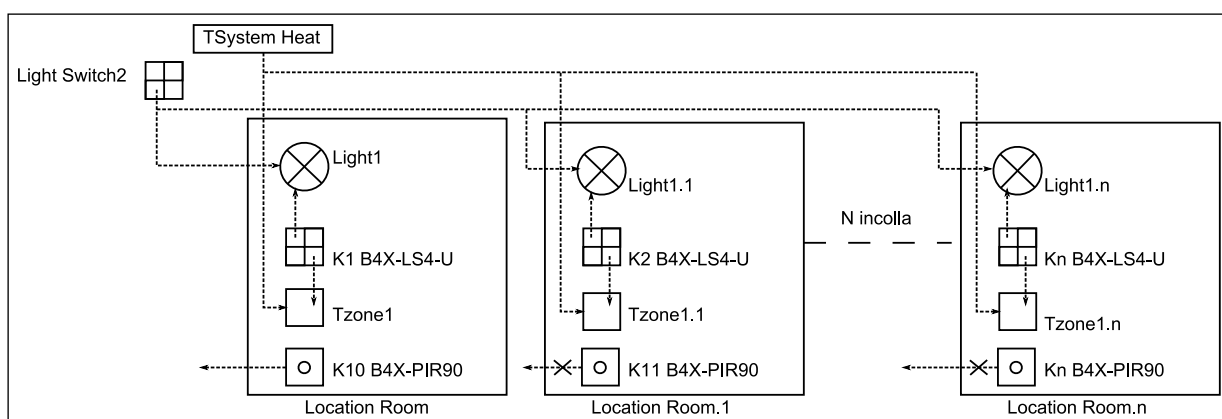 TSystem Heat
Light Switch2
Light1
K1 B4X-LS4-U
Tzone1
K10 B4X-PIR90
Location Room
Light1.1
K2 B4X-LS4-U
Tzone1.1
K11 B4X-PIR90
Location Room.1
N incolla
Light1.n
Kn B4X-LS4-U
Tzone1.n
Kn B4X-PIR90
Location Room.n